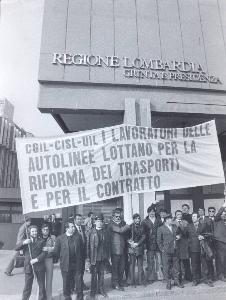 REGIONE LOMBARDIA
GIUNTA E PRESIDENZA
CGIL-CISL-UIL I LAVORATORI DELLE
AUTOLINEE LOTTANO PER LA
RIFORMA DEI TRASPORTI
E PER IL CONTRATTO